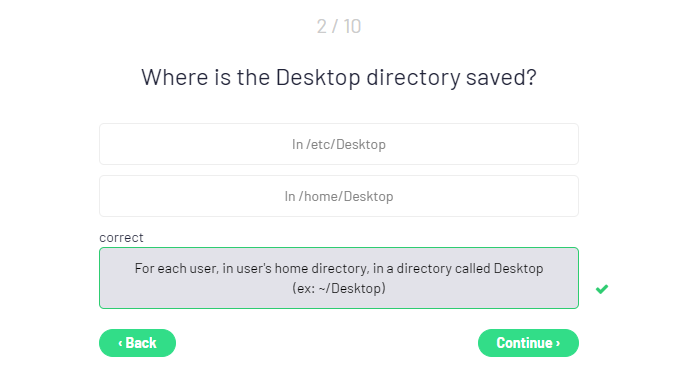 2 / 10
Where is the Desktop directory saved?
In /etc/Desktop
In /home/Desktop
correct
For each user, in user's home directory, in a directory called Desktop
(ex: ~/Desktop)
‹ Back
Continue ›